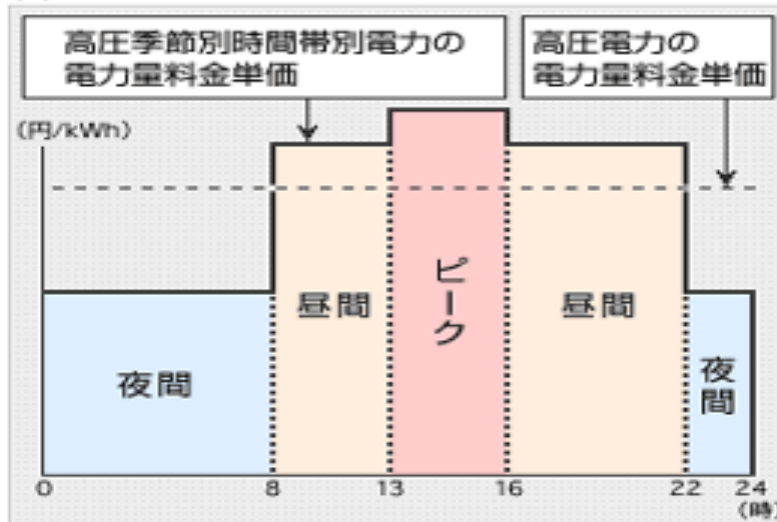 高圧季節別時間帯別電力の
電力量料金単価
高圧電力の
電力量料金単価
(円/kWh)
夜間
昼間
ピーク
昼間
夜間
0 8 13 16 22 24
(時)